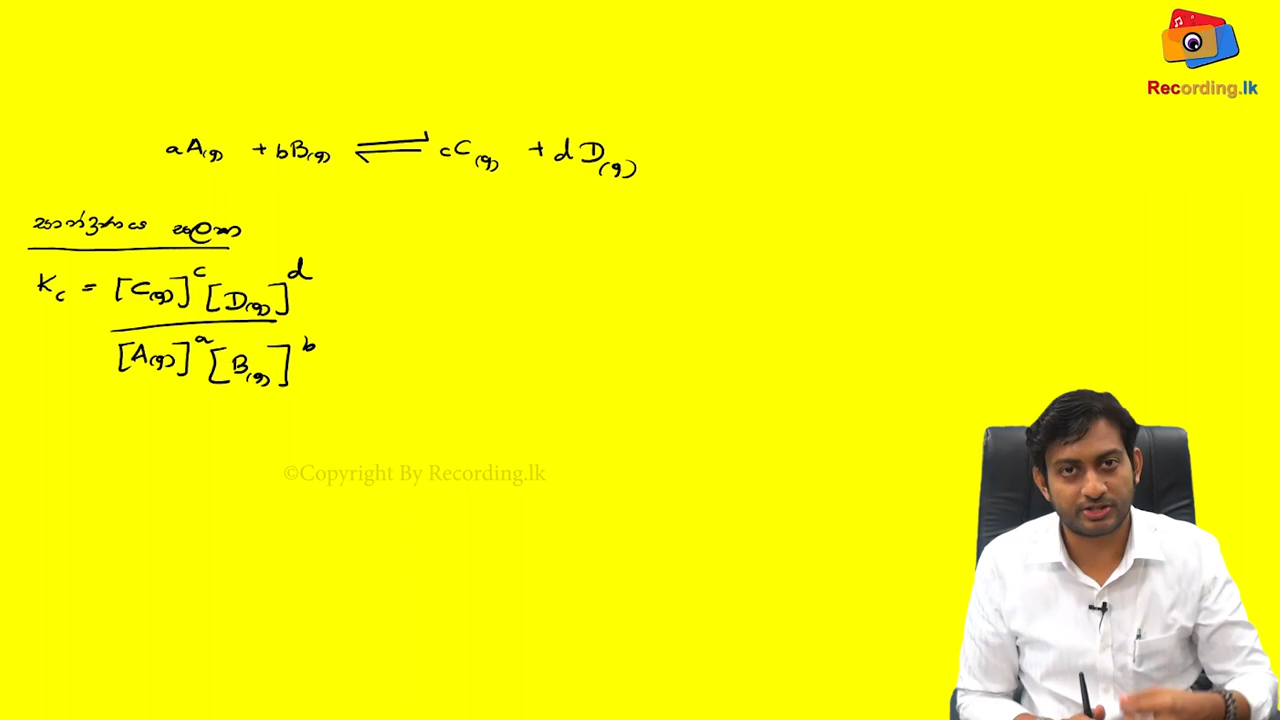 Recording.lk
aA(g) + bB(g) ⇌ cC(g) + dD(g)
සාන්ද්‍රණය සලකා
Kc = [C(g)]^c [D(g)]^d
[A(g)]^a [B(g)]^b
©Copyright By Recording.lk